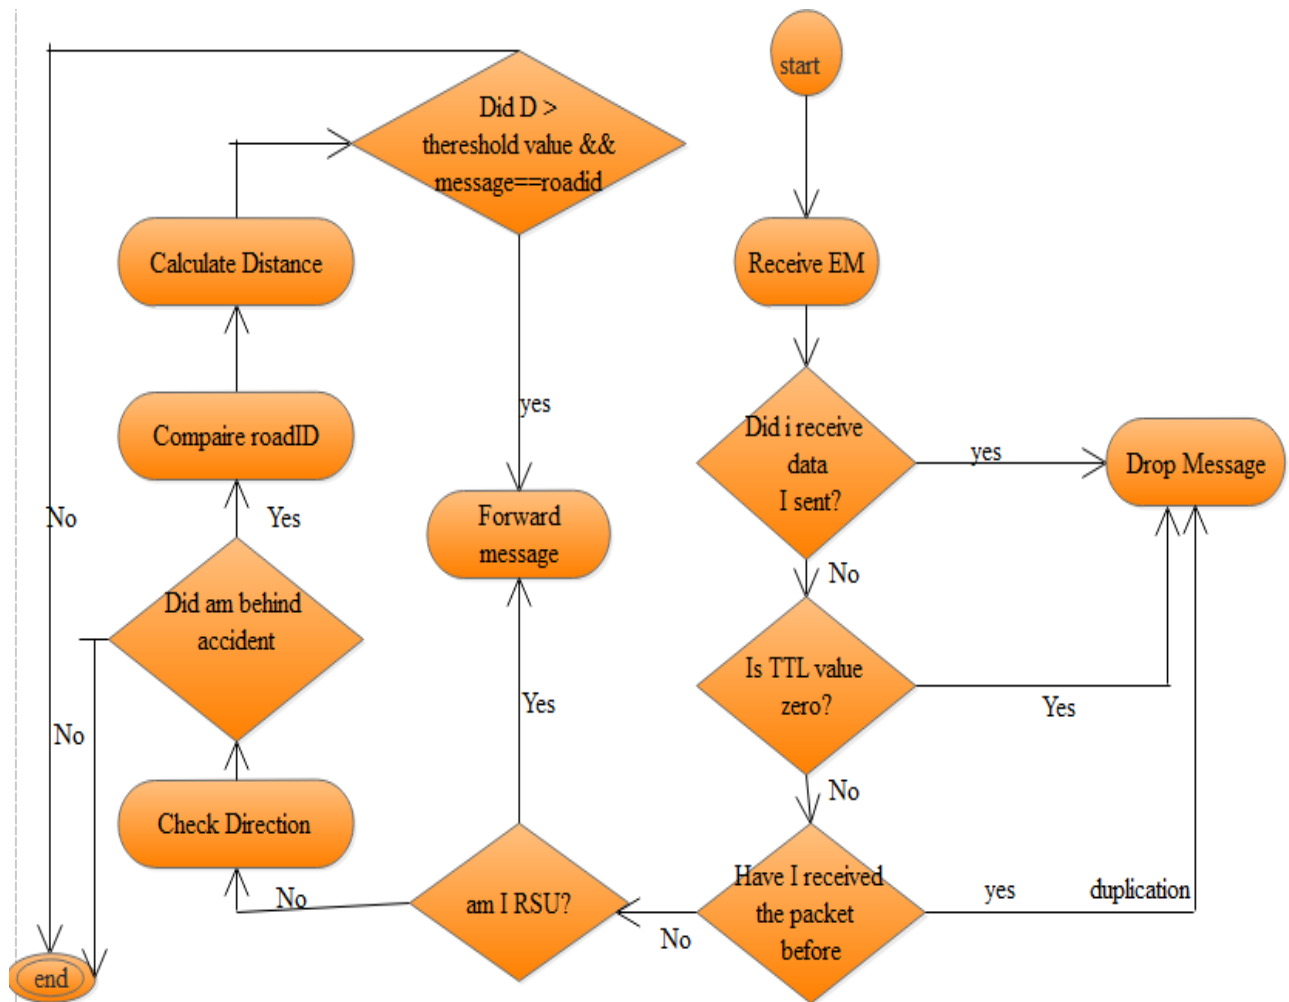 start
Did D >
thereshold value &&
message==roadid
Calculate Distance
Receive EM
yes
Compaire roadID
Did i receive
data
I sent?
yes
Drop Message
No
Yes
Forward
message
No
Did am behind
accident
Is TTL value
zero?
Yes
Yes
No
No
Check Direction
am I RSU?
No
Have I received
the packet
before
yes
duplication
No
end